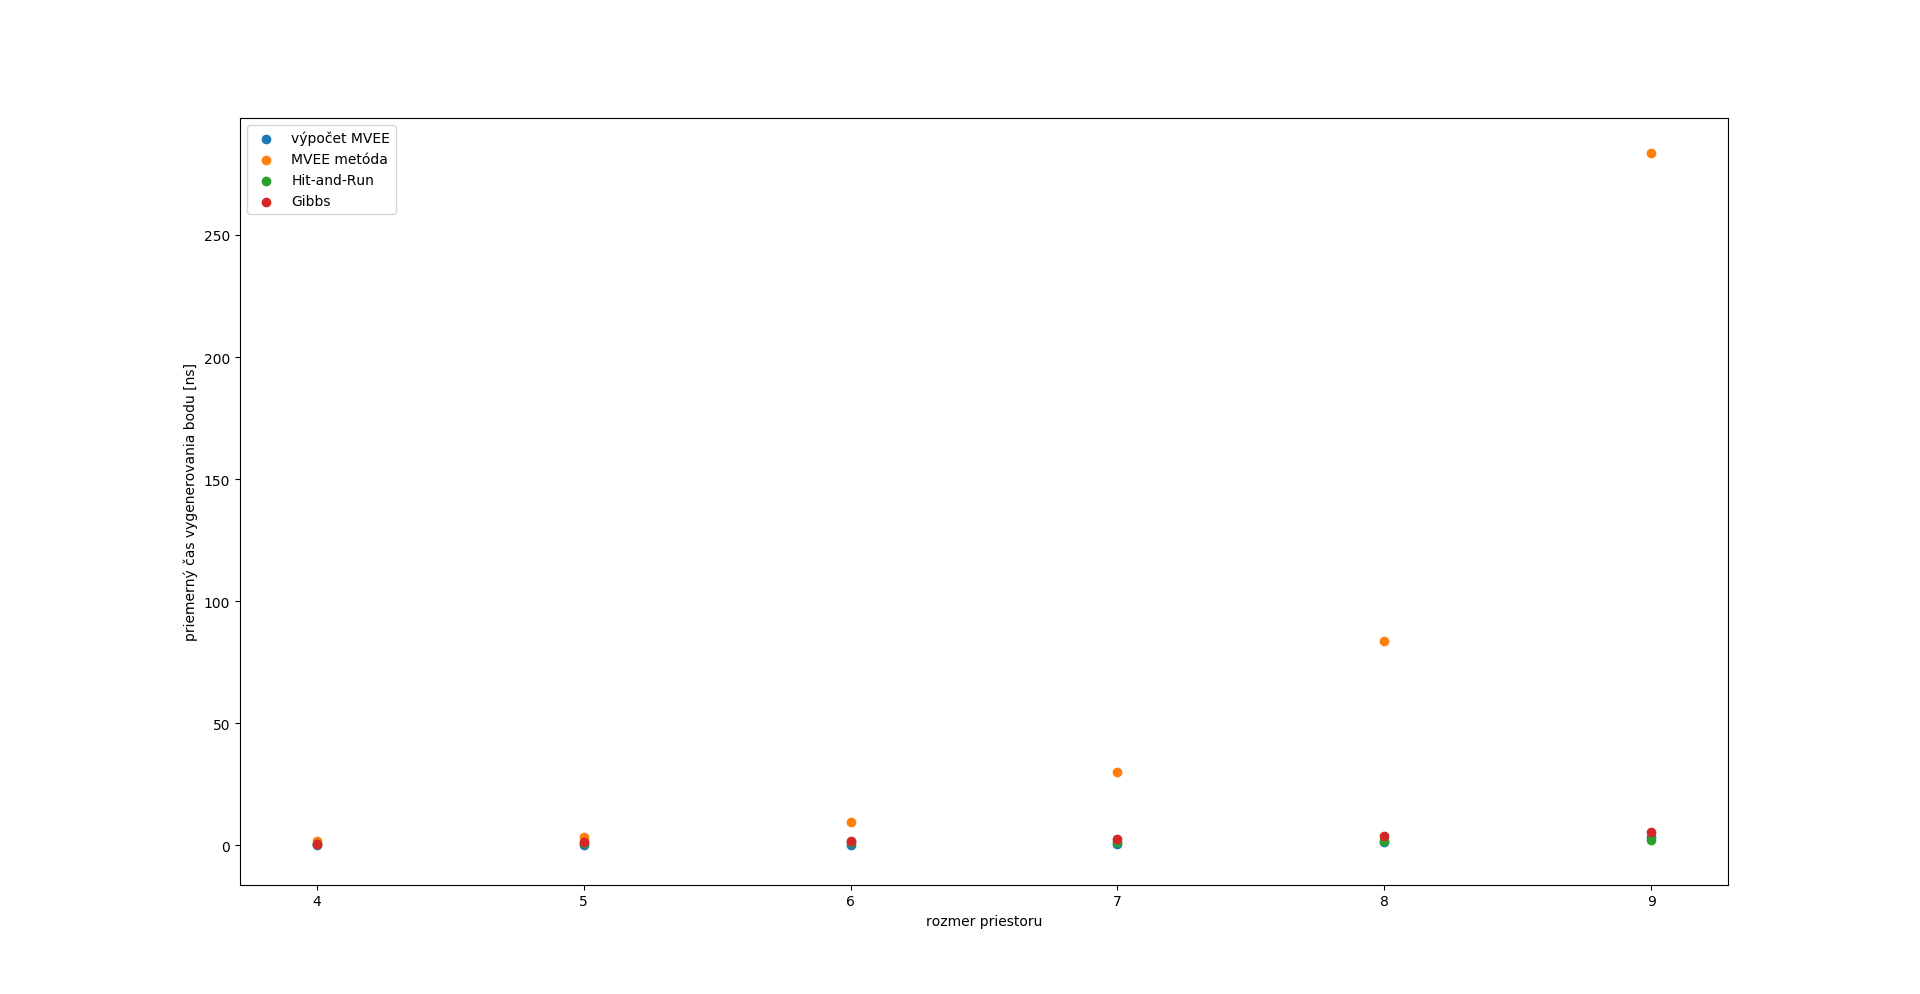 výpočet MVEE
MVEE metóda
Hit-and-Run
Gibbs
priemerný čas vygenerovania bodu [ns]
250
200
150
100
50
0
4 5 6 7 8 9
rozmer priestoru